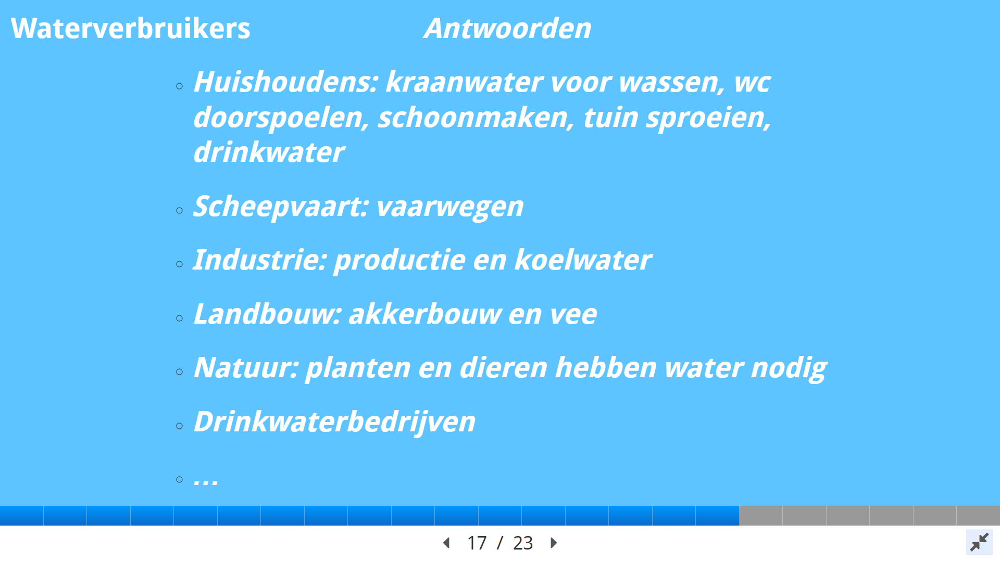 Waterverbruikers
Antwoorden
Huishoudens: kraanwater voor wassen, wc
doorspoelen, schoonmaken, tuin sproeien,
drinkwater
Scheepvaart: vaarwegen
Industrie: productie en koelwater
Landbouw: akkerbouw en vee
Natuur: planten en dieren hebben water nodig
Drinkwaterbedrijven
...
17 / 23